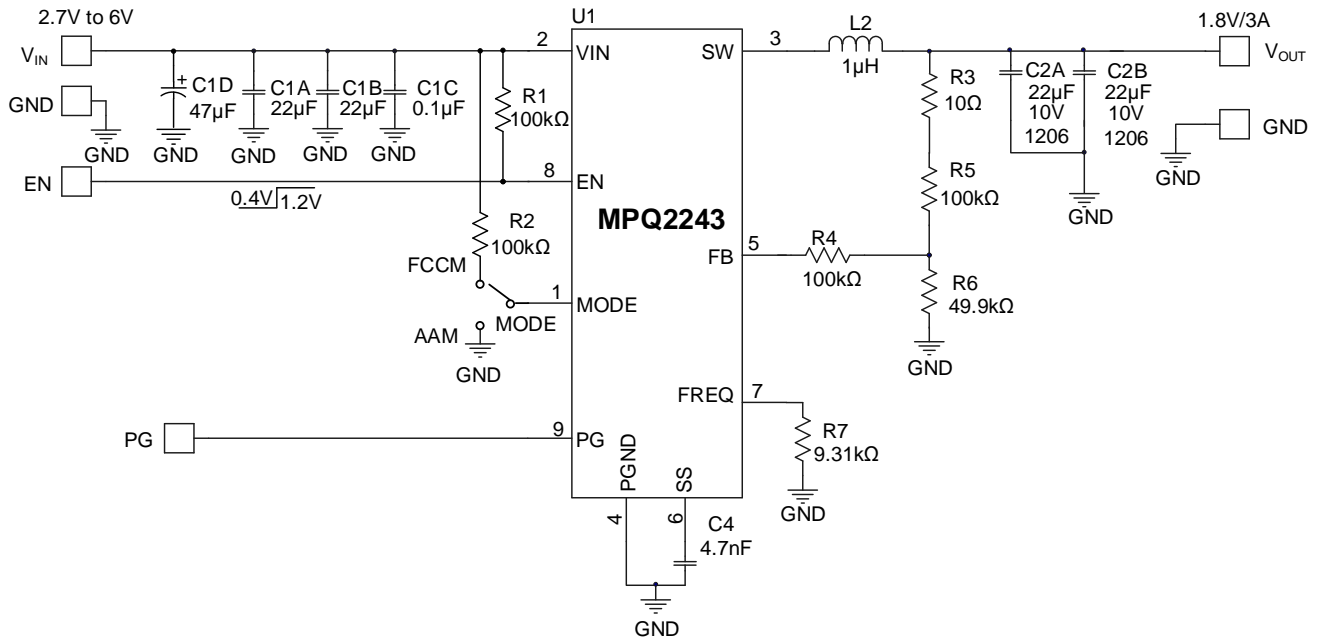 2.7V to 6V
U1
1.8V/3A
VIN
2
VIN
SW
3
L2
1µH
VOUT
C1D
47µF
C1A
22µF
C1B
22µF
C1C
0.1µF
R1
100kΩ
R3
10Ω
C2A
22µF
10V
1206
C2B
22µF
10V
1206
GND
GND
GND
GND
GND
GND
GND
GND
GND
EN
0.4V
1.2V
8
EN
R5
100kΩ
MPQ2243
R2
100kΩ
FB
5
R4
100kΩ
R6
49.9kΩ
FCCM
1
MODE
MODE
AAM
GND
GND
FREQ
7
R7
9.31kΩ
GND
PG
9
PG
PGND
SS
4
6
C4
4.7nF
GND